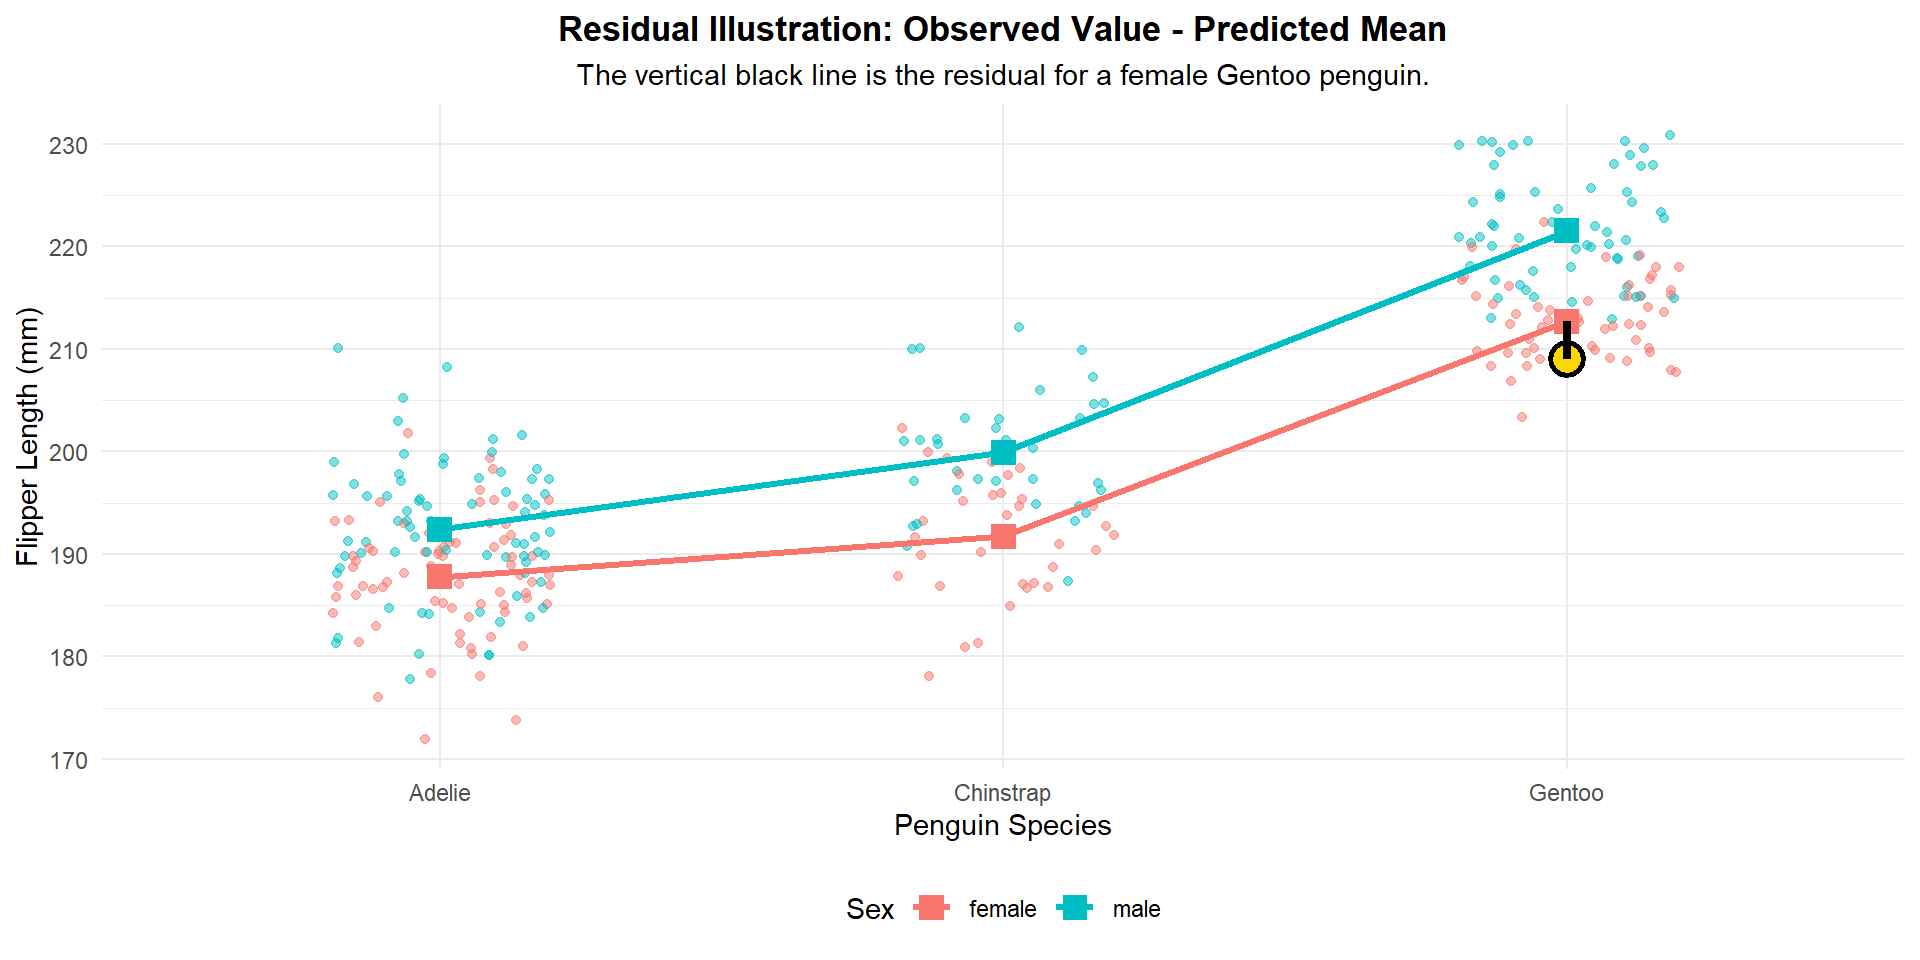 Residual Illustration: Observed Value - Predicted Mean
The vertical black line is the residual for a female Gentoo penguin.
Flipper Length (mm)
230
220
210
200
190
180
170
Adelie Chinstrap Gentoo
Penguin Species
Sex female male